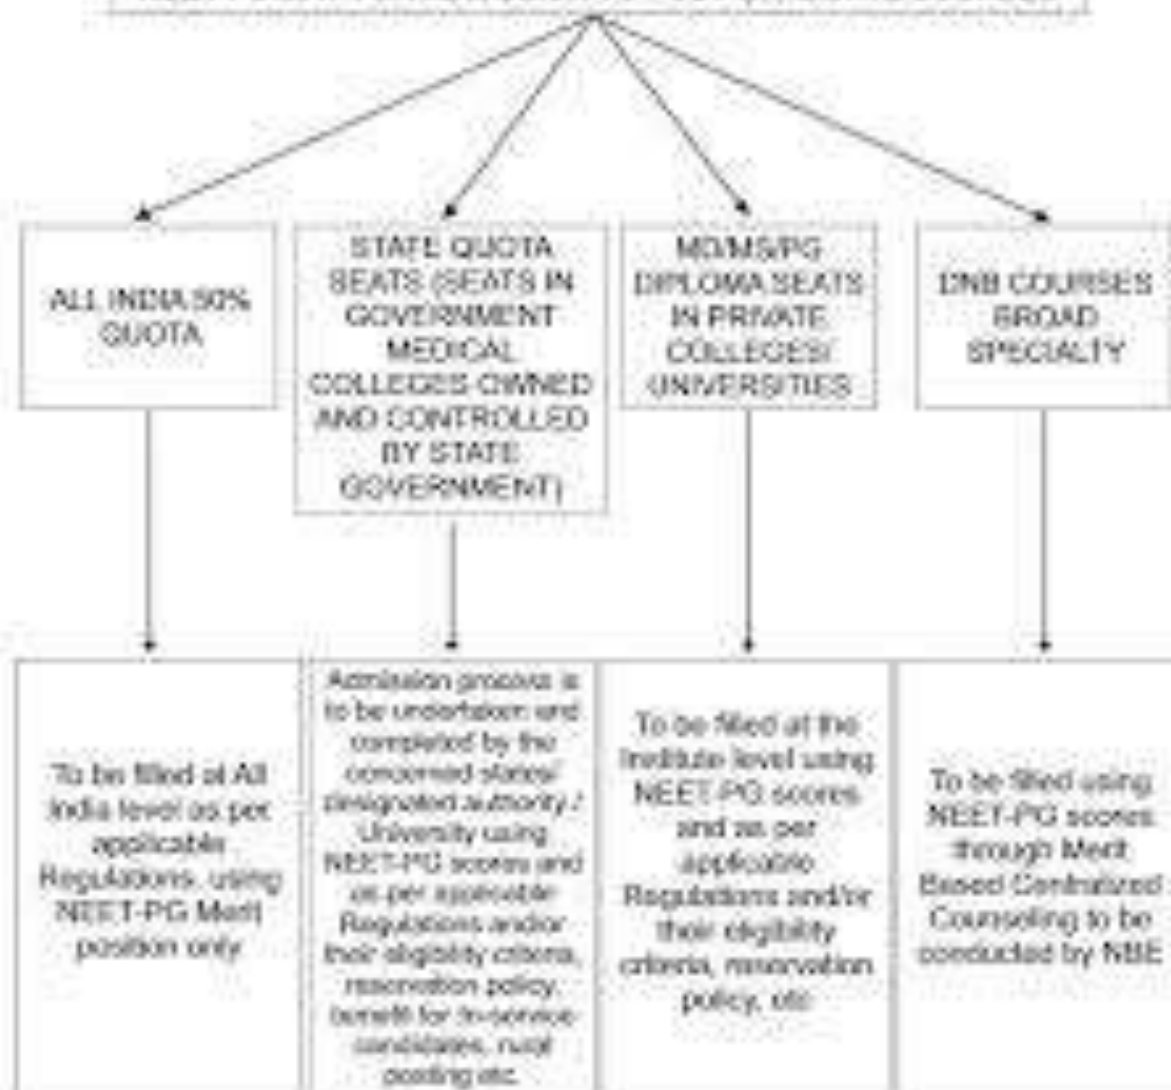 ALL INDIA 50%
QUOTA
STATE QUOTA
SEATS (SEATS IN
GOVERNMENT
MEDICAL
COLLEGES OWNED
AND CONTROLLED
BY STATE
GOVERNMENT)
MD/MS/PG
DIPLOMA SEATS
IN PRIVATE
COLLEGES/
UNIVERSITIES
DNB COURSES
BROAD
SPECIALTY
To be filled at All
India level as per
applicable
Regulations, using
NEET-PG Merit
position only
Admission process is
to be undertaken and
completed by the
concerned states/
designated authority /
University using
NEET-PG scores and
as per applicable
Regulations and/or
their eligibility criteria,
reservation policy,
benefit for in-service
candidates, rural
posting etc.
To be filled at the
Institute level using
NEET-PG scores
and as per
applicable
Regulations and/or
their eligibility
criteria, reservation
policy, etc
To be filled using
NEET-PG scores
through Merit
Based Centralized
Counseling to be
conducted by NBE